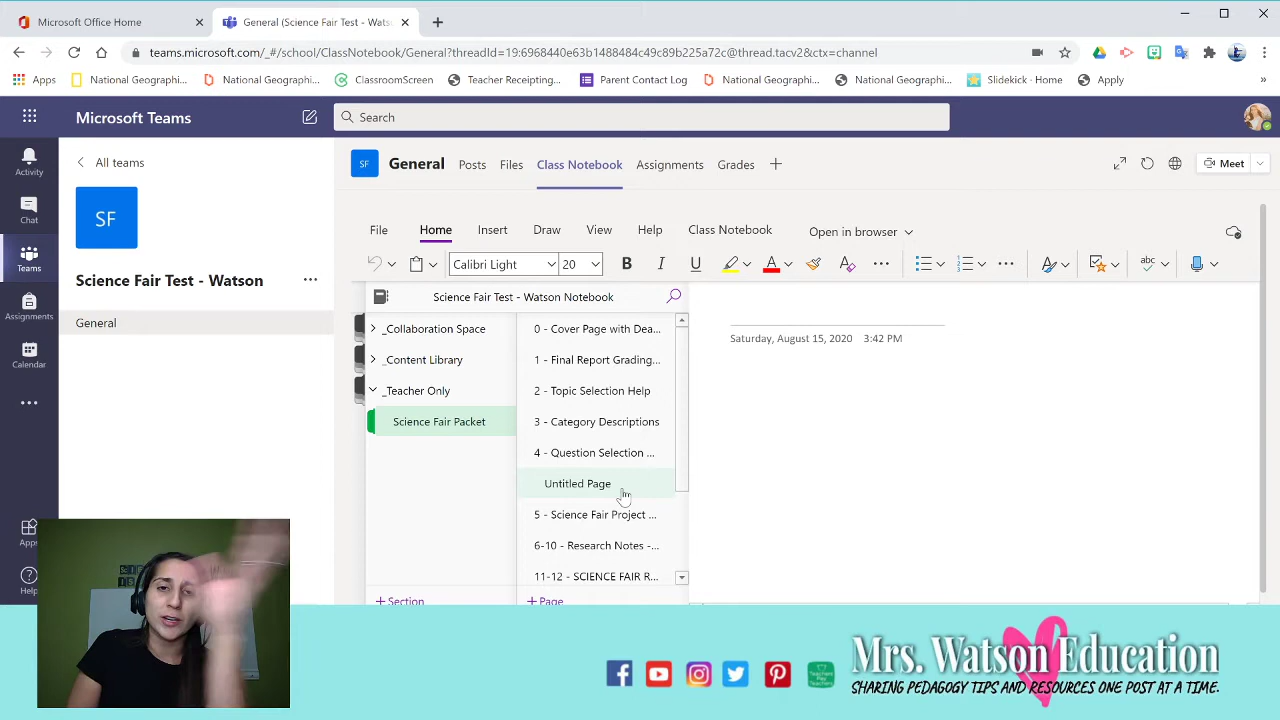 Microsoft Office Home
General (Science Fair Test - Wats
teams.microsoft.com/_#/school/ClassNotebook/General?threadId=19:6968440e63b1488484c49c89b225a72c@thread.tacv2&ctx=channel
Apps
National Geographi...
National Geographi...
ClassroomScreen
Teacher Receipting...
Parent Contact Log
National Geographi...
National Geographi...
Slidekick · Home
Apply
»
Microsoft Teams
Search
Activity
Chat
Teams
Assignments
Calendar
Apps
Help
All teams
SF
Science Fair Test - Watson
General
SF
General
Posts
Files
Class Notebook
Assignments
Grades
Meet
File
Home
Insert
Draw
View
Help
Class Notebook
Open in browser
Calibri Light
20
B
I
U
A
A
abc
Science Fair Test - Watson Notebook
_Collaboration Space
_Content Library
_Teacher Only
Science Fair Packet
+ Section
0 - Cover Page with Dea...
1 - Final Report Grading...
2 - Topic Selection Help
3 - Category Descriptions
4 - Question Selection ...
Untitled Page
5 - Science Fair Project ...
6-10 - Research Notes -...
11-12 - SCIENCE FAIR R...
+ Page
Saturday, August 15, 2020 3:42 PM
Mrs. Watson Education
SHARING PEDAGOGY TIPS AND RESOURCES ONE POST AT A TIME.